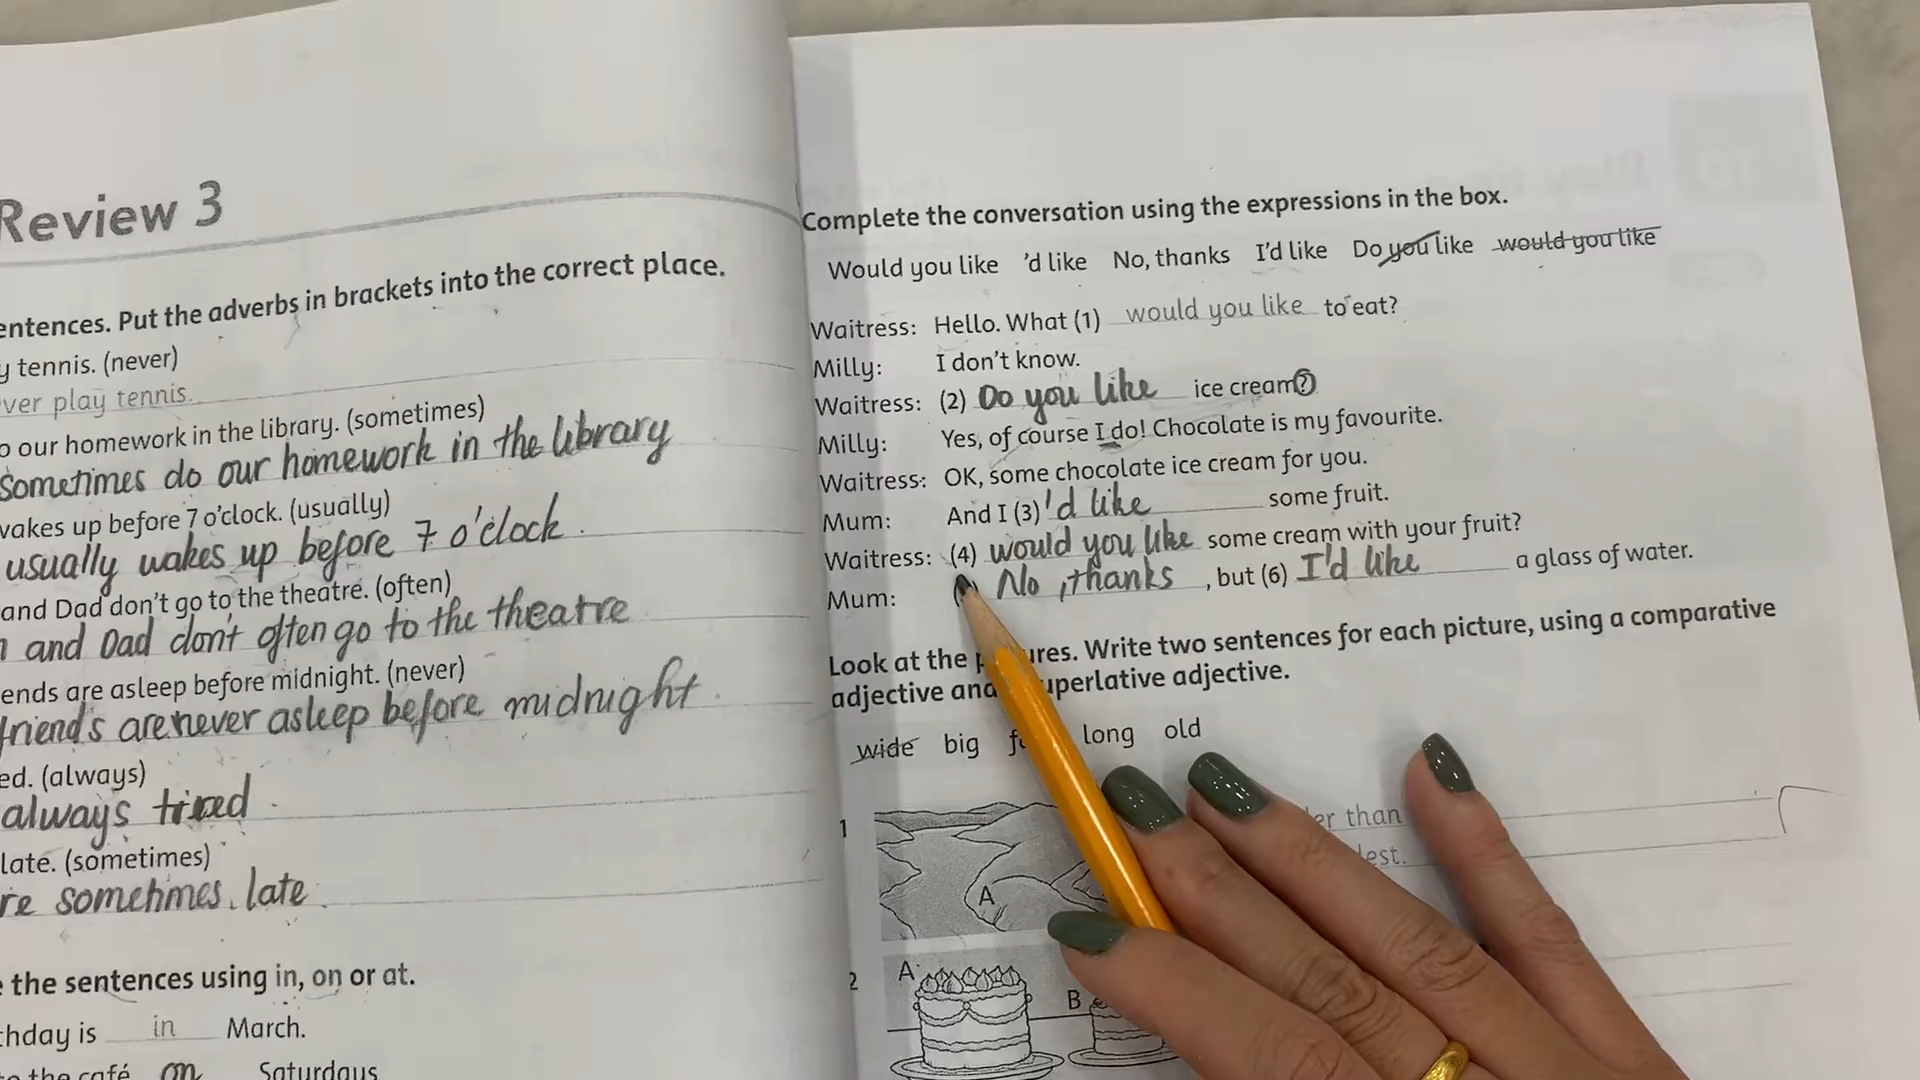 Review 3
entences. Put the adverbs in brackets into the correct place.
y tennis. (never)
ver play tennis.
o our homework in the library. (sometimes)
sometimes do our homework in the library
wakes up before 7 o'clock. (usually)
usually wakes up before 7 o'clock.
and Dad don't go to the theatre. (often)
and Dad don't often go to the theatre
ends are asleep before midnight. (never)
friends are never asleep before midnight.
ed. (always)
always tired.
late. (sometimes)
re sometimes late.
the sentences using in, on or at.
thday is in March.
to the café on Saturdays
Complete the conversation using the expressions in the box.
Would you like 'd like No, thanks I'd like Do you like would you like
Waitress: Hello. What (1) would you like to eat?
Milly: I don't know.
Waitress: (2) Do you like ice cream?
Milly: Yes, of course I do! Chocolate is my favourite.
Waitress: OK, some chocolate ice cream for you.
Mum: And I (3) 'd like some fruit.
Waitress: (4) would you like some cream with your fruit?
Mum: No, thanks, but (6) I'd like a glass of water.
Look at the p ures. Write two sentences for each picture, using a comparative
adjective and uperlative adjective.
wide big f long old
1
A
er than
lest.
2
A
B